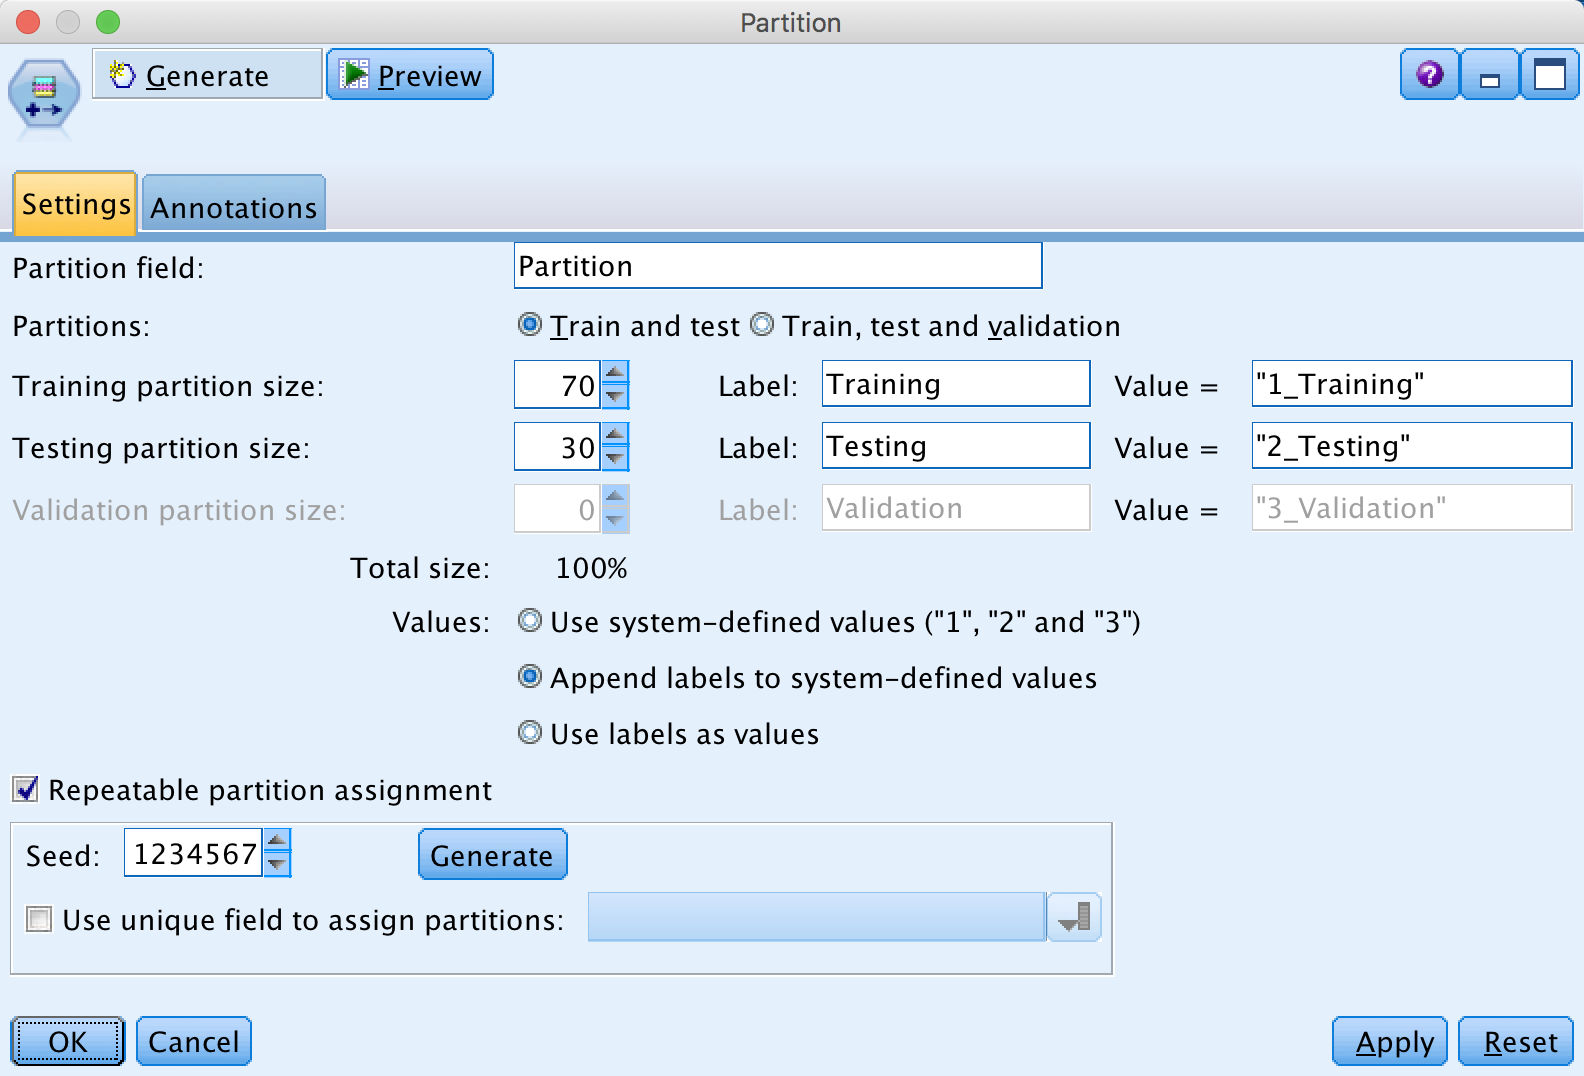 Partition
Generate Preview ?
Settings Annotations
Partition field: Partition
Partitions: Train and test Train, test and validation
Training partition size: 70 Label: Training Value = "1_Training"
Testing partition size: 30 Label: Testing Value = "2_Testing"
Validation partition size: 0 Label: Validation Value = "3_Validation"
Total size: 100%
Values: Use system-defined values ("1", "2" and "3")
Append labels to system-defined values
Use labels as values
Repeatable partition assignment
Seed: 1234567 Generate
Use unique field to assign partitions:
OK Cancel Apply Reset